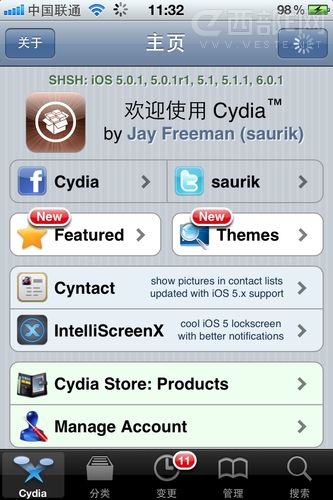 中国联通 11:32 98%
e西部e网
WWW.VESTE
关于 主页
SHSH: iOS 5.0.1, 5.0.1r1, 5.1, 5.1.1, 6.0.1
欢迎使用 Cydia™
by Jay Freeman (saurik)
Cydia
saurik
New
Featured
New
Themes
Cyntact
show pictures in contact lists
updated with iOS 5.x support
IntelliScreenX
cool iOS 5 lockscreen
with better notifications
Cydia Store: Products
Manage Account
11
Cydia 分类 变更 管理 搜索